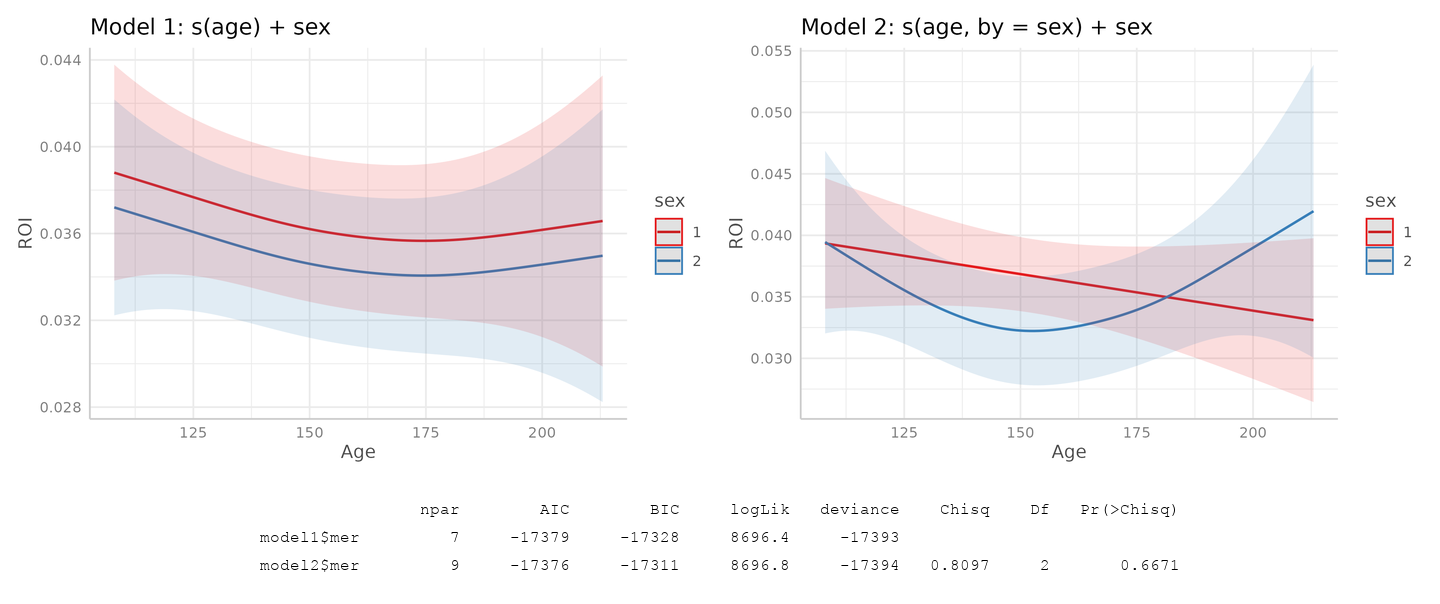 Model 1: s(age) + sex
0.044
0.040
0.036
0.032
0.028
ROI
125 150 175 200
Age
sex
1
2
Model 2: s(age, by = sex) + sex
0.055
0.050
0.045
0.040
0.035
0.030
ROI
125 150 175 200
Age
sex
1
2
npar AIC BIC logLik deviance Chisq Df Pr(>Chisq)
model1$mer 7 -17379 -17328 8696.4 -17393
model2$mer 9 -17376 -17311 8696.8 -17394 0.8097 2 0.6671